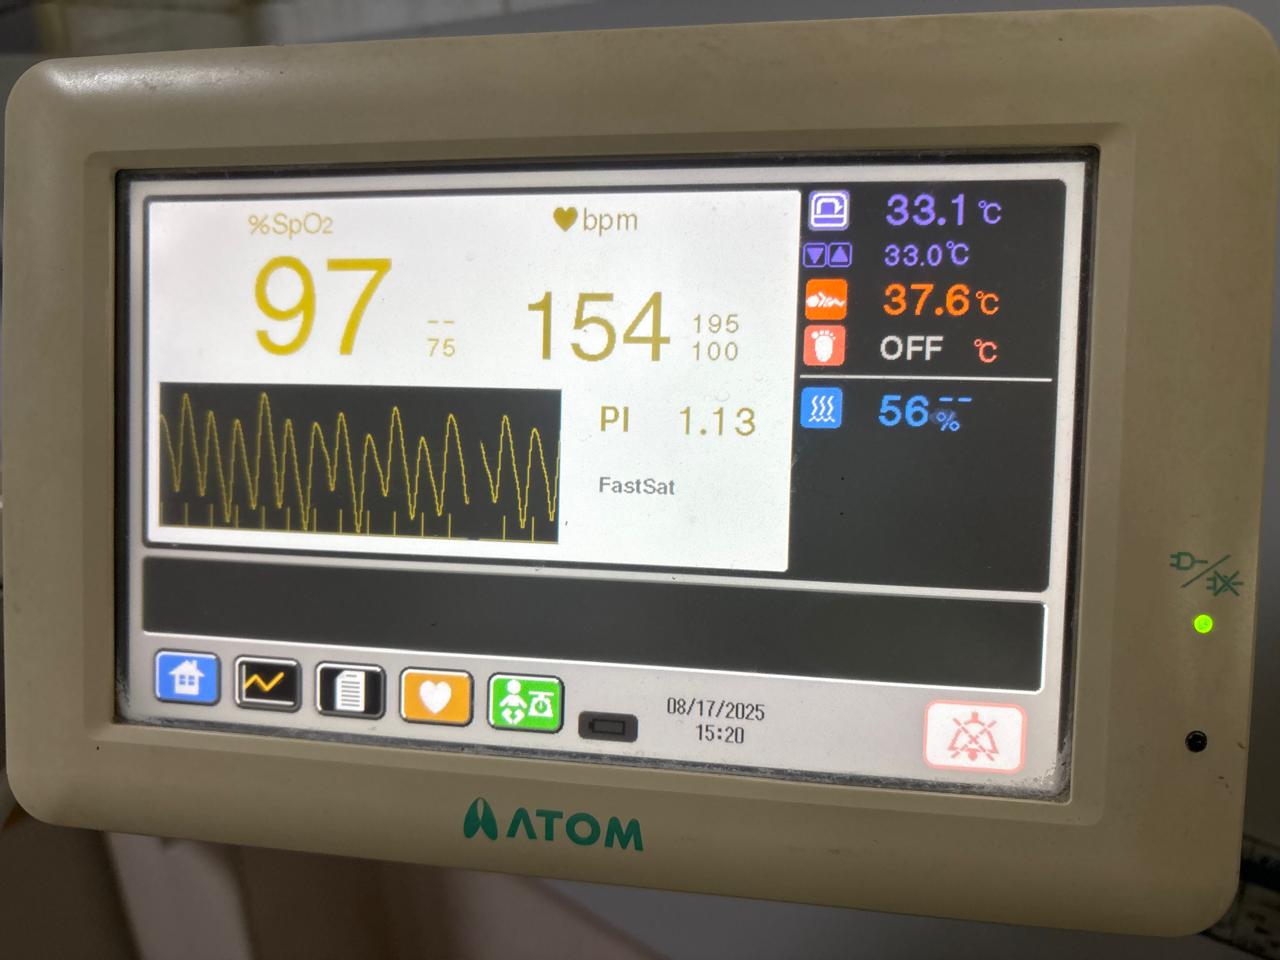 %SpO2
97
--
75
bpm
154
195
100
PI 1.13
FastSat
33.1 ℃
33.0℃
37.6℃
OFF ℃
56 --
%
08/17/2025
15:20
ATOM